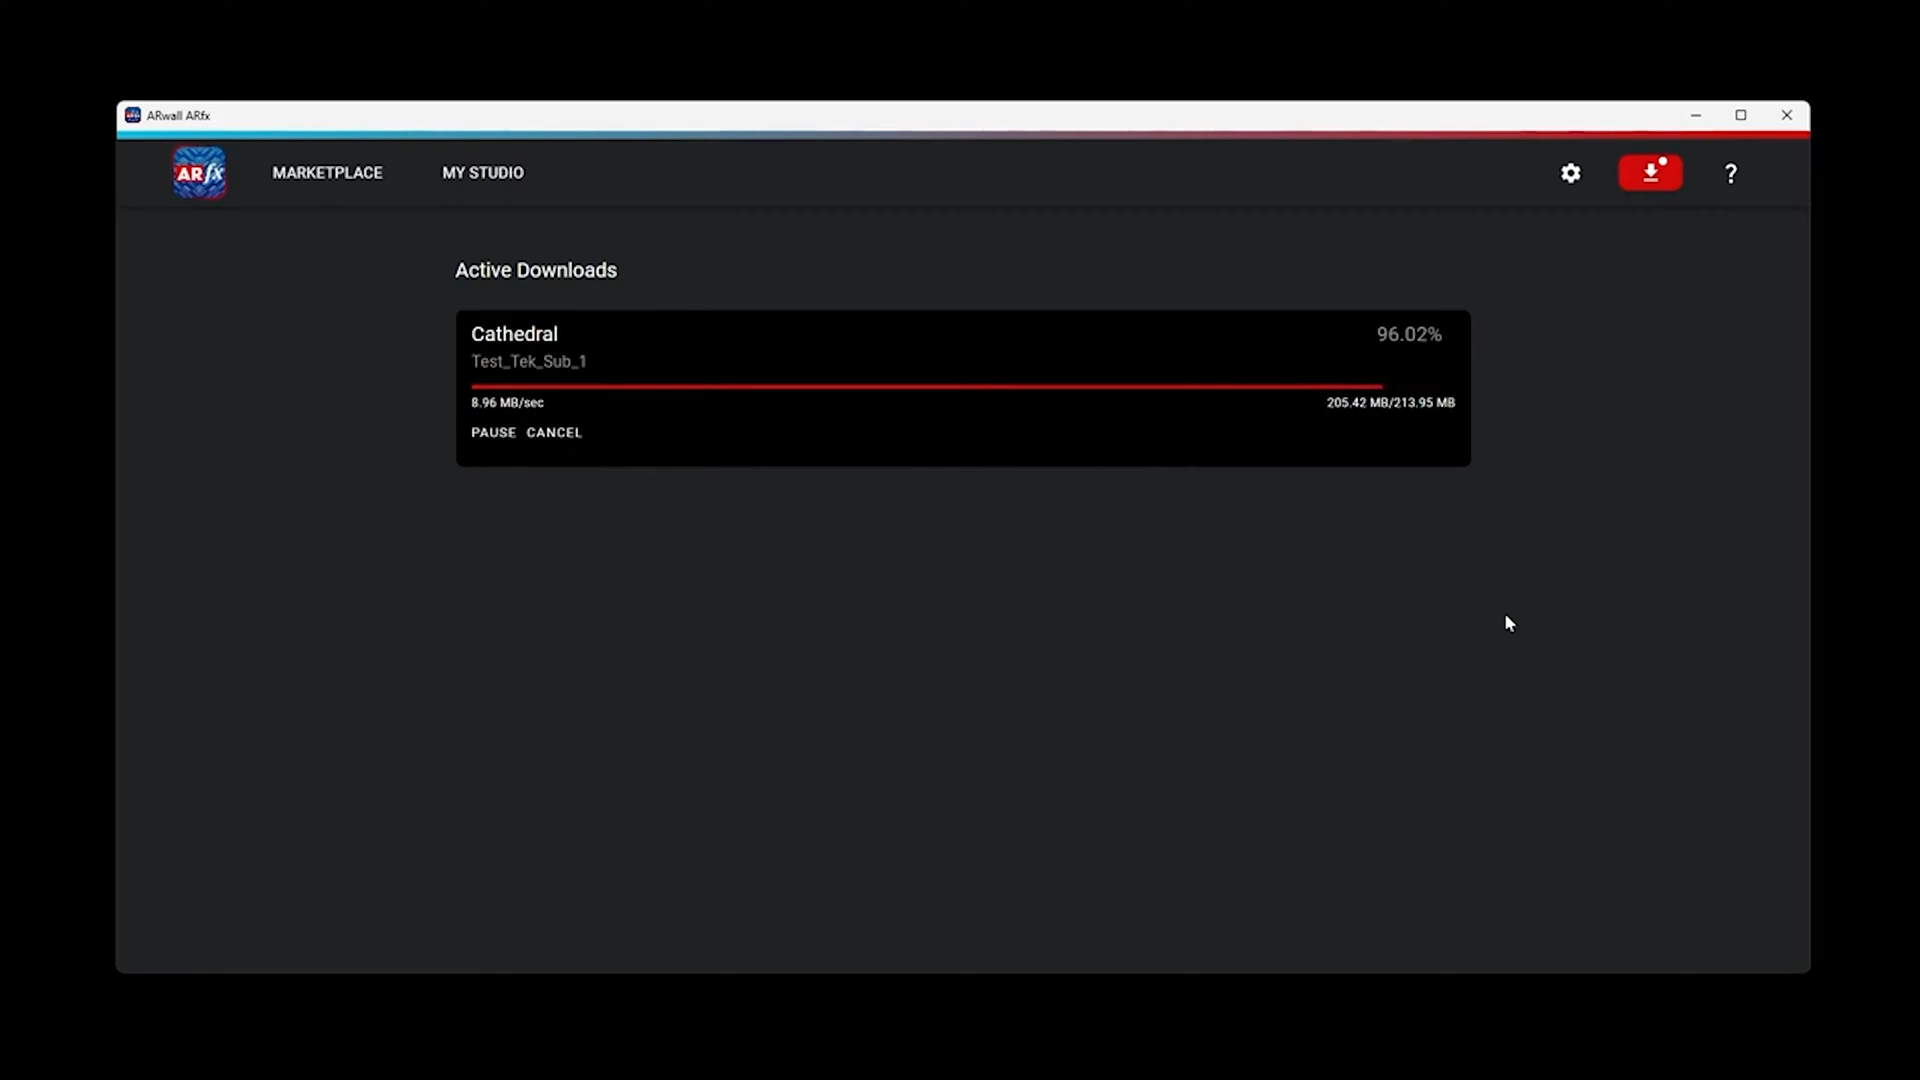 ARwall ARfx
ARfx
MARKETPLACE
MY STUDIO
?
Active Downloads
Cathedral
96.02%
Test_Tek_Sub_1
8.96 MB/sec
205.42 MB/213.95 MB
PAUSE CANCEL